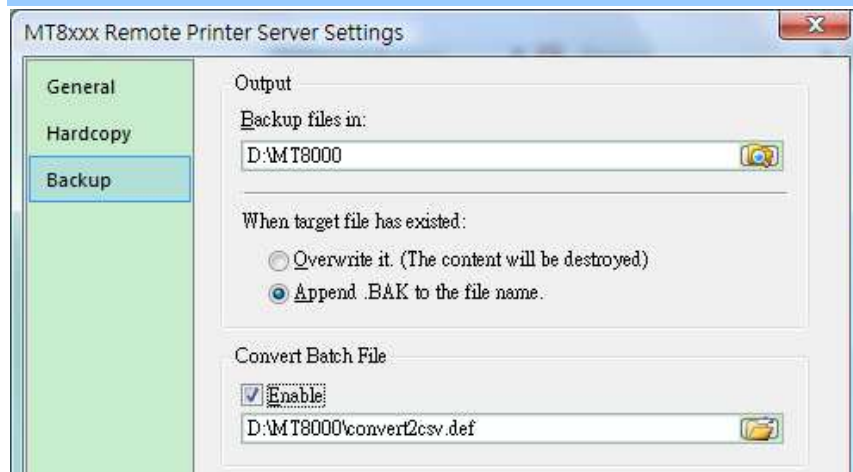 MT8xxx Remote Printer Server Settings
General
Hardcopy
Backup
Output
Backup files in:
D:\MT8000
When target file has existed:
Overwrite it. (The content will be destroyed)
Append .BAK to the file name.
Convert Batch File
Enable
D:\MT8000\convert2csv.def